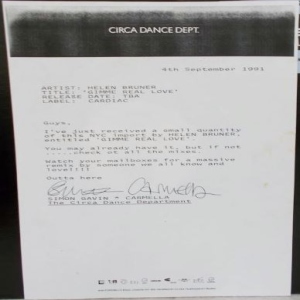 CIRCA DANCE DEPT.
4th September 1991
ARTIST: HELEN BRUNER
TITLE: 'GIMME REAL LOVE'
RELEASE DATE: TBA
LABEL: CARDIAC
Guys,
I've just received a small quantity
of this NYC import by HELEN BRUNER,
entitled 'GIMME REAL LOVE'.
You may already have it, but if not
.....check ot all the mixes.
Watch your mailboxes for a massive
remix by someone we all know and
love!!!!
Outta here
SIMON GAVIN + CARMELLA
The Circa Dance Department